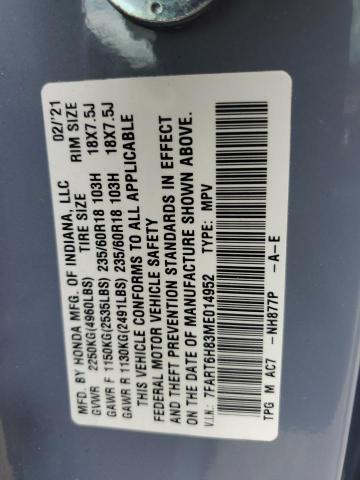 MFD. BY HONDA MFG. OF INDIANA, LLC 02/'21
GVWR 2250KG(4960LBS) TIRE SIZE RIM SIZE
GAWR F 1150KG(2535LBS) 235/60R18 103H 18X7.5J
GAWR R 1130KG(2491LBS) 235/60R18 103H 18X7.5J
THIS VEHICLE CONFORMS TO ALL APPLICABLE
FEDERAL MOTOR VEHICLE SAFETY
AND THEFT PREVENTION STANDARDS IN EFFECT
ON THE DATE OF MANUFACTURE SHOWN ABOVE.
V.I.N.: 7FART6H83ME014952 TYPE: MPV
TPG M AC7 -NH877P -A-E